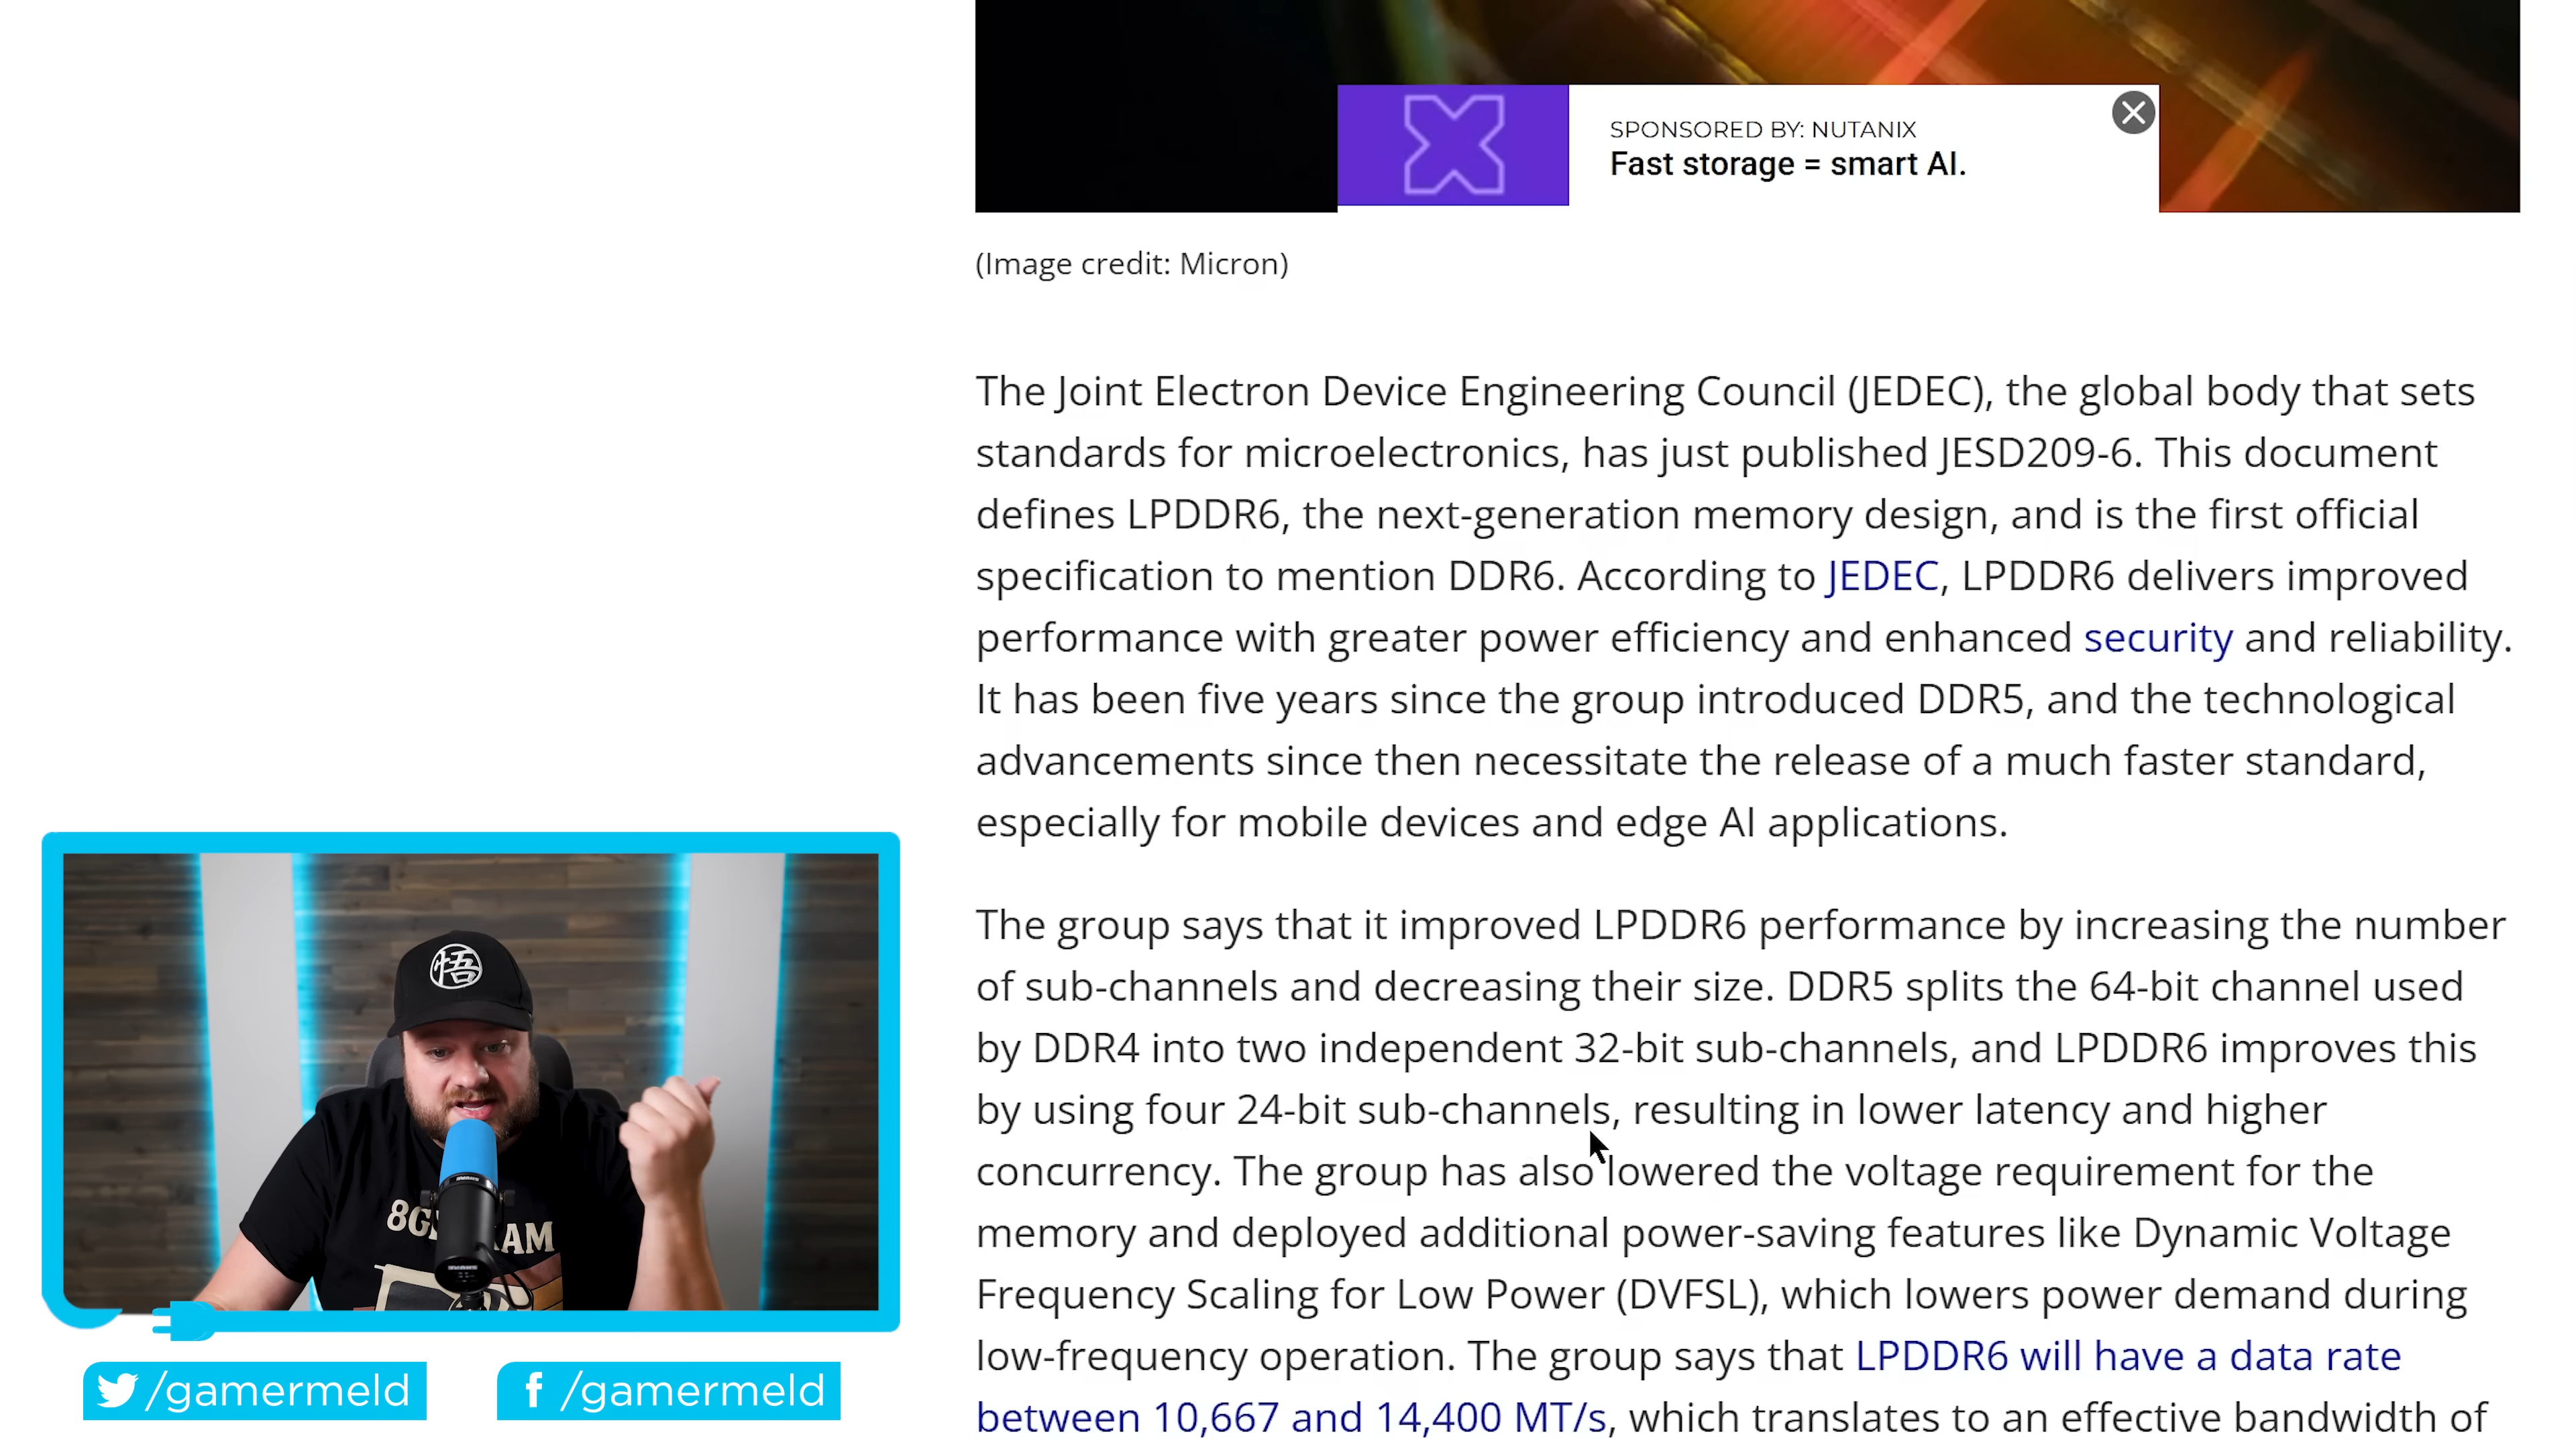 SPONSORED BY: NUTANIX
Fast storage = smart AI.
(Image credit: Micron)
The Joint Electron Device Engineering Council (JEDEC), the global body that sets
standards for microelectronics, has just published JESD209-6. This document
defines LPDDR6, the next-generation memory design, and is the first official
specification to mention DDR6. According to JEDEC, LPDDR6 delivers improved
performance with greater power efficiency and enhanced security and reliability.
It has been five years since the group introduced DDR5, and the technological
advancements since then necessitate the release of a much faster standard,
especially for mobile devices and edge AI applications.
The group says that it improved LPDDR6 performance by increasing the number
of sub-channels and decreasing their size. DDR5 splits the 64-bit channel used
by DDR4 into two independent 32-bit sub-channels, and LPDDR6 improves this
by using four 24-bit sub-channels, resulting in lower latency and higher
concurrency. The group has also lowered the voltage requirement for the
memory and deployed additional power-saving features like Dynamic Voltage
Frequency Scaling for Low Power (DVFSL), which lowers power demand during
low-frequency operation. The group says that LPDDR6 will have a data rate
between 10,667 and 14,400 MT/s, which translates to an effective bandwidth of
悟
/gamermeld
/gamermeld